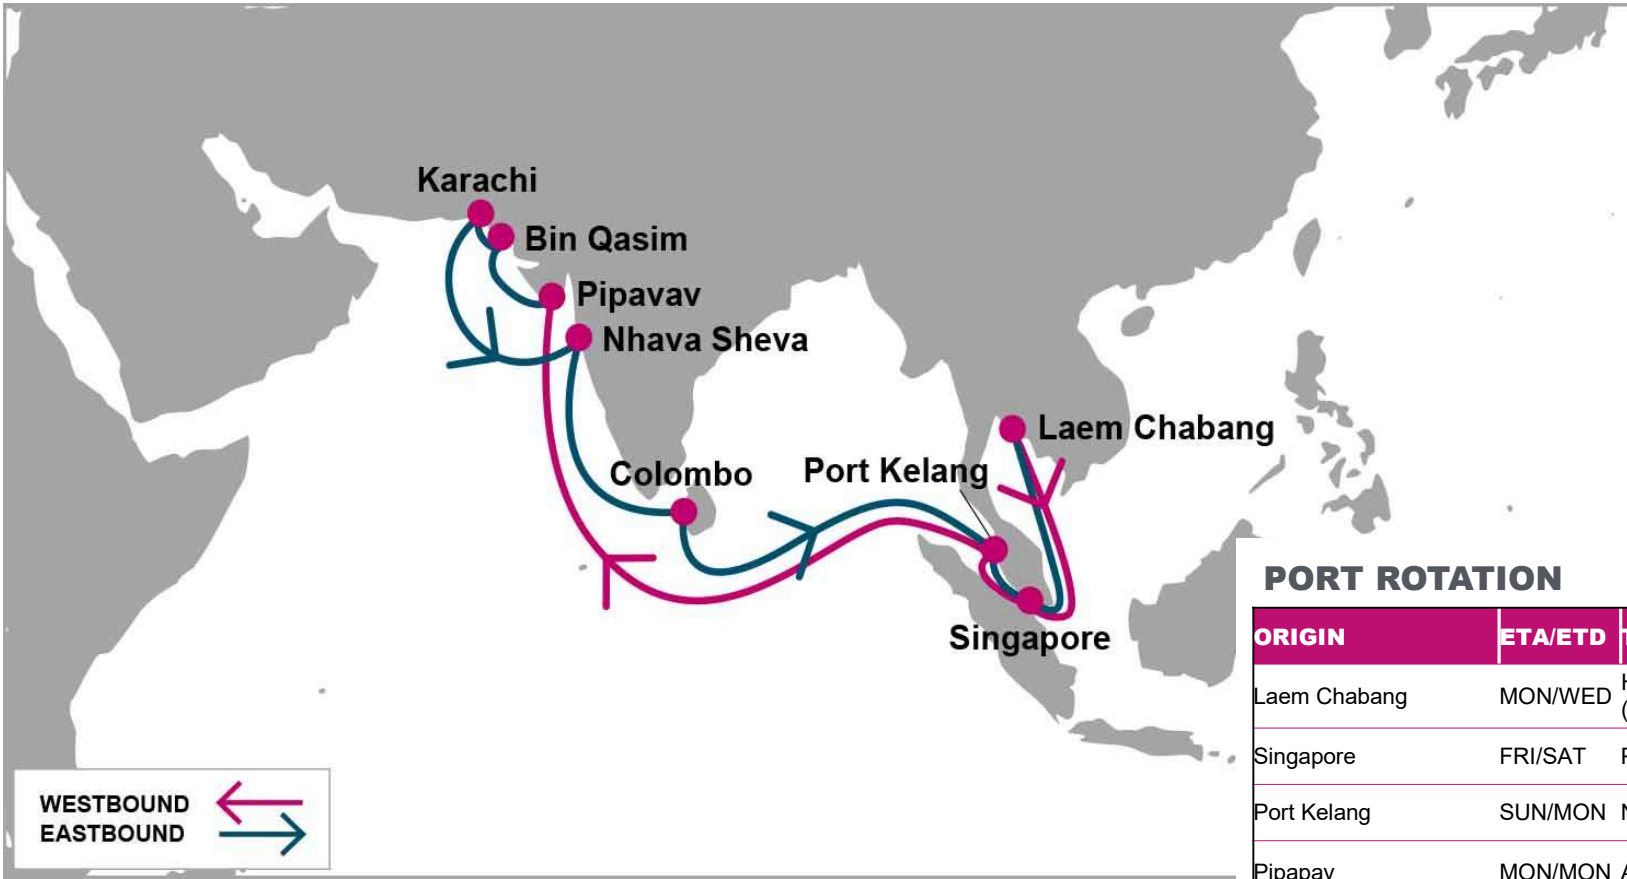 Karachi
Bin Qasim
Pipavav
Nhava Sheva
Laem Chabang
Colombo
Port Kelang
Singapore
WESTBOUND
EASTBOUND
PORT ROTATION
ORIGIN ETA/ETD
Laem Chabang MON/WED
Singapore FRI/SAT
Port Kelang SUN/MON
Pipapav MON/MON